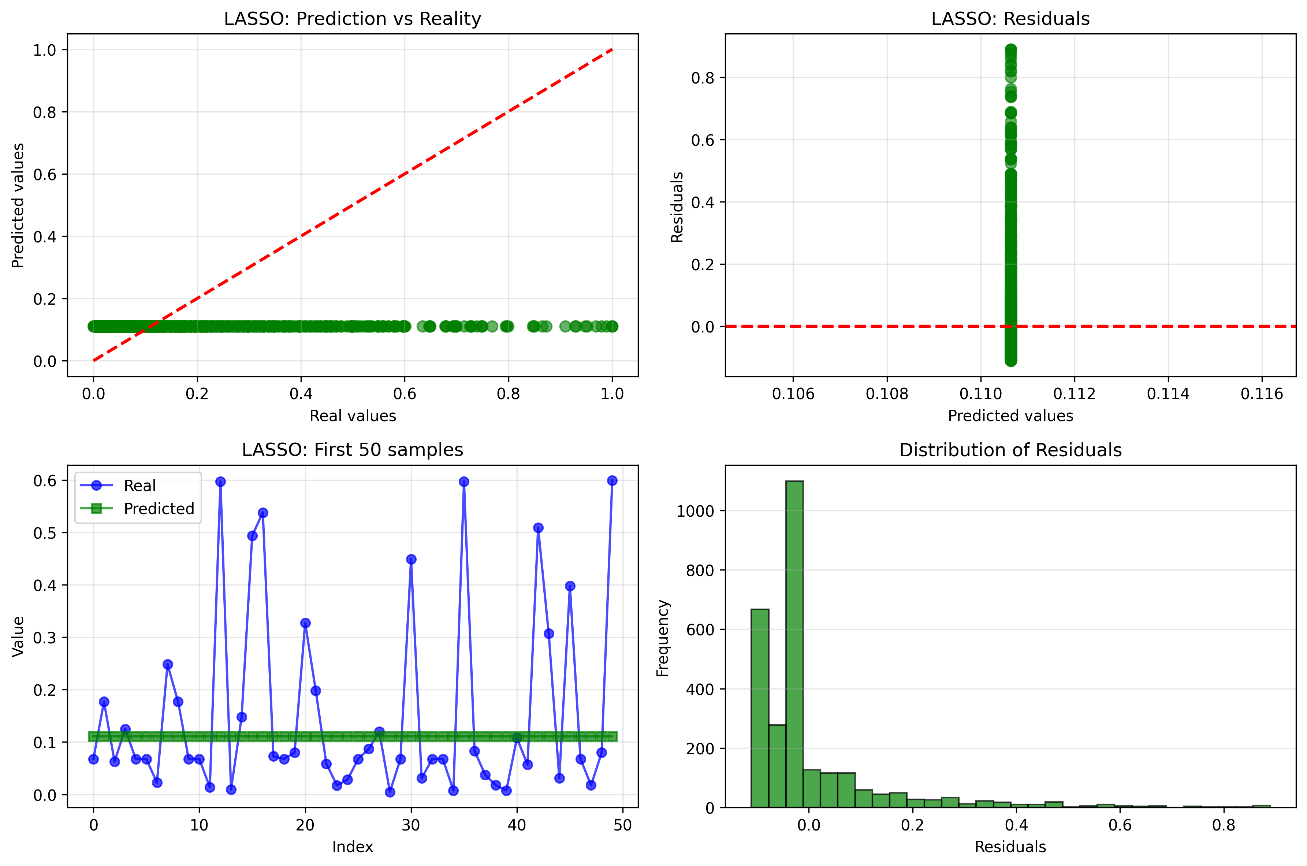 LASSO: Prediction vs Reality
Predicted values
1.0
0.8
0.6
0.4
0.2
0.0
0.0 0.2 0.4 0.6 0.8 1.0
Real values
LASSO: Residuals
Residuals
0.8
0.6
0.4
0.2
0.0
0.106 0.108 0.110 0.112 0.114 0.116
Predicted values
LASSO: First 50 samples
Real
Predicted
Value
0.6
0.5
0.4
0.3
0.2
0.1
0.0
0 10 20 30 40 50
Index
Distribution of Residuals
Frequency
1000
800
600
400
200
0
0.0 0.2 0.4 0.6 0.8
Residuals